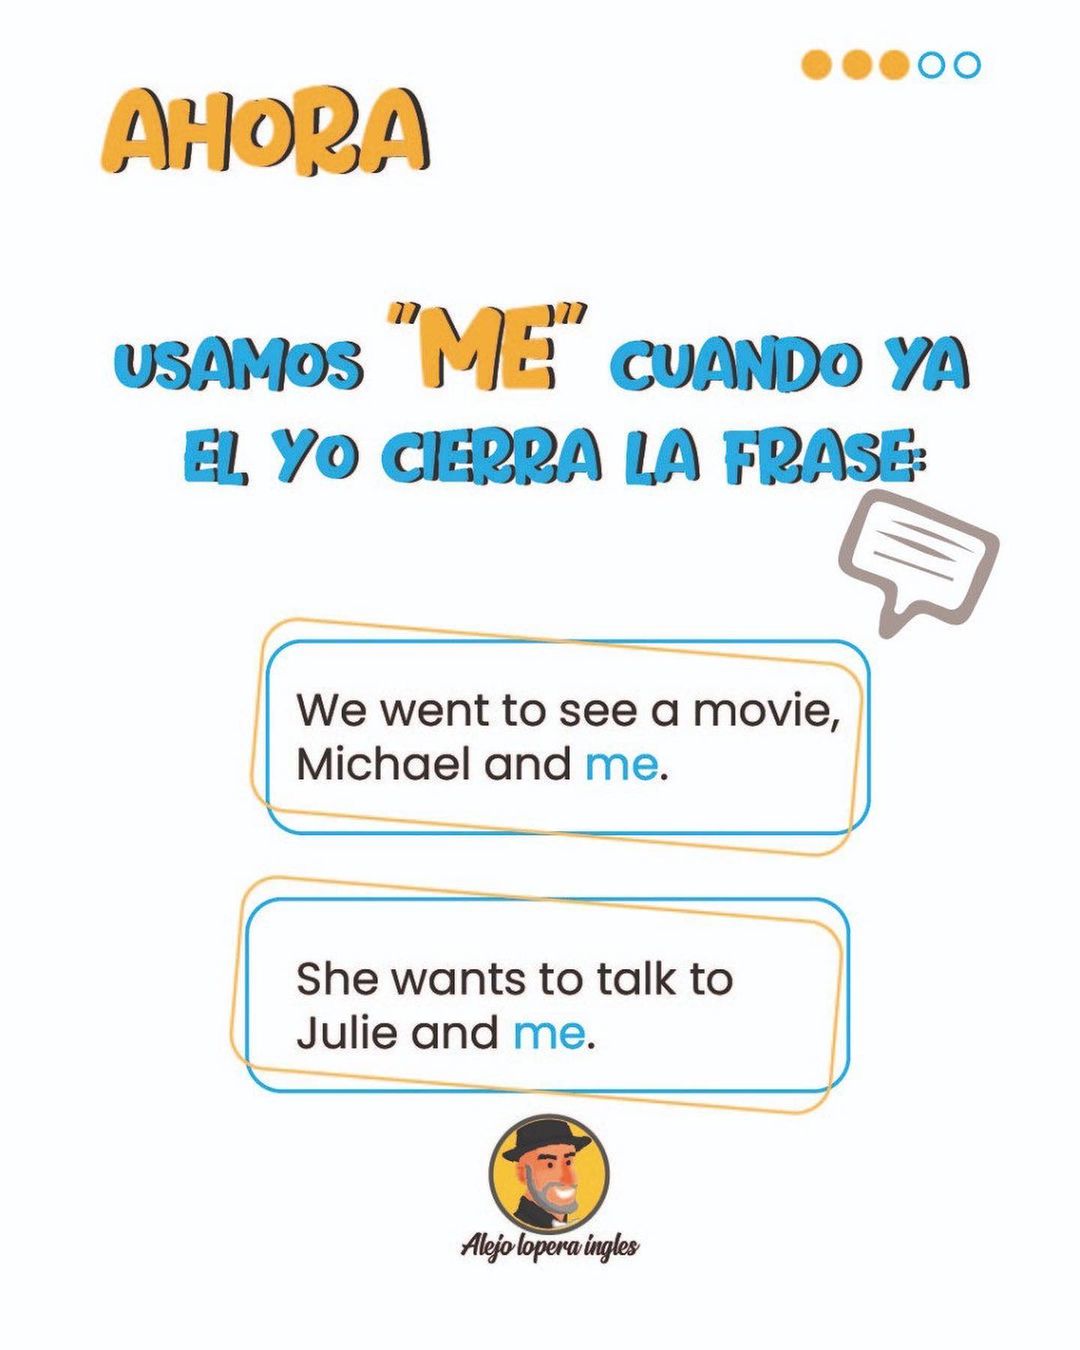 AHORA
USAMOS "ME" CUANDO YA
EL YO CIERRA LA FRASE:
We went to see a movie,
Michael and me.
She wants to talk to
Julie and me.
Alejo lopera ingles